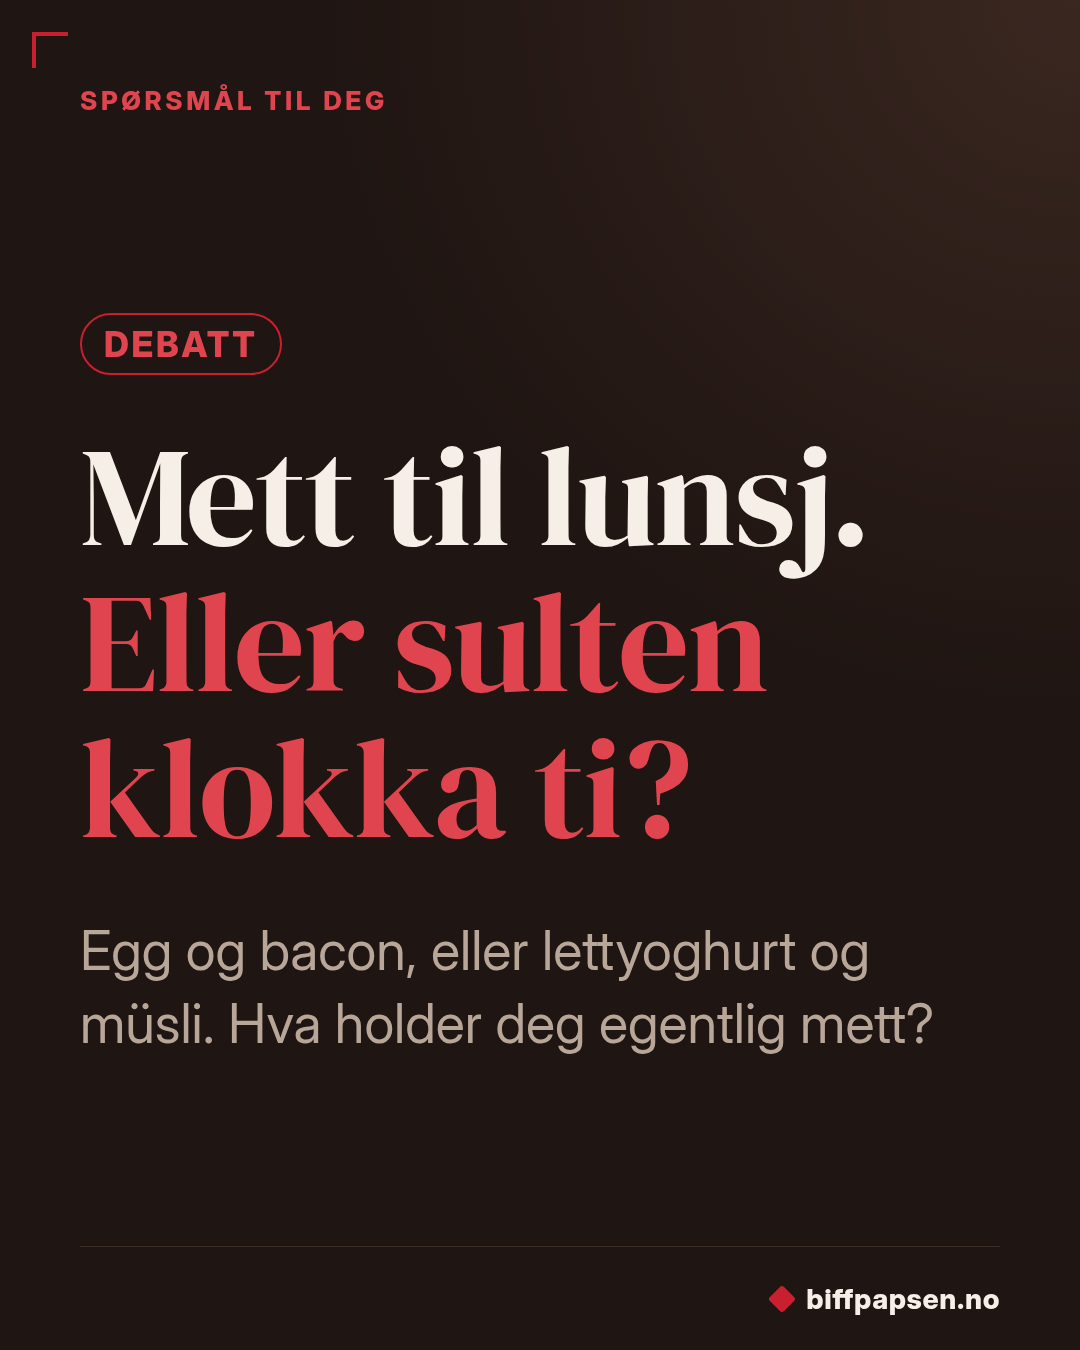 SPØRSMÅL TIL DEG
DEBATT
Mett til lunsj.
Eller sulten
klokka ti?
Egg og bacon, eller lettyoghurt og
müsli. Hva holder deg egentlig mett?
biffpapsen.no